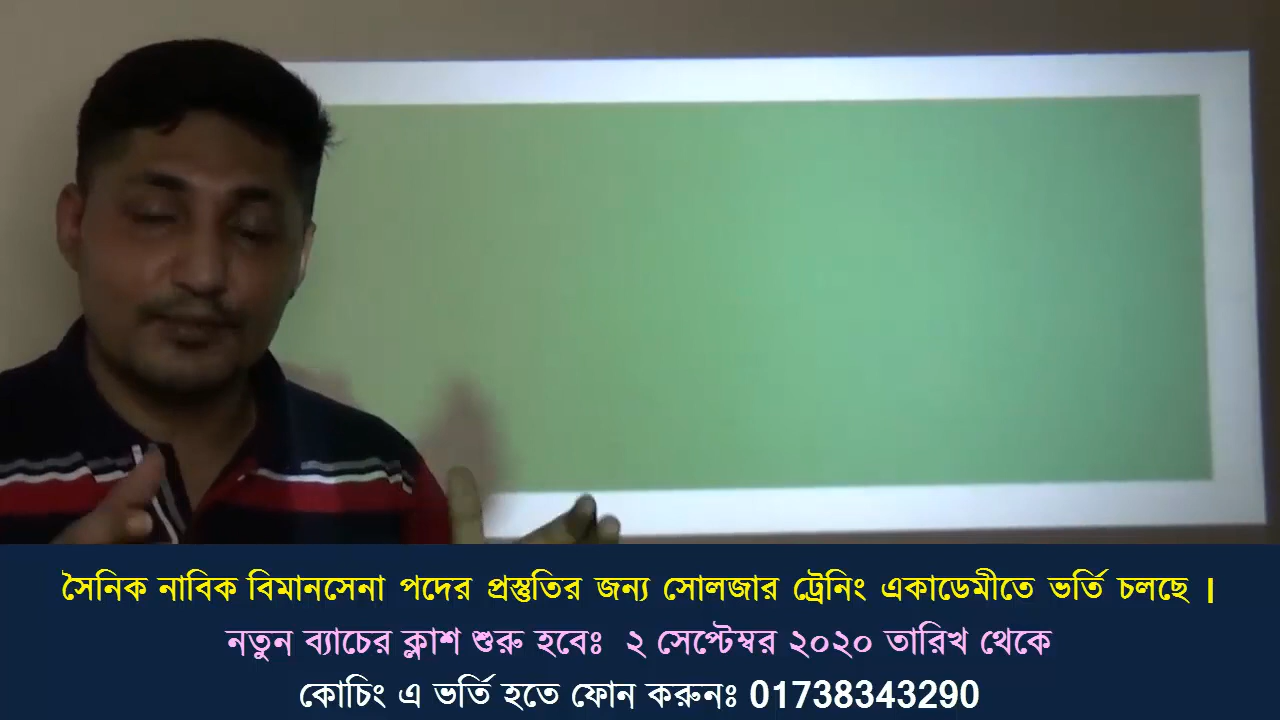 সৈনিক নাবিক বিমানসেনা পদের প্রস্তুতির জন্য সোলজার ট্রেনিং একাডেমীতে ভর্তি চলছে ।
নতুন ব্যাচের ক্লাশ শুরু হবেঃ ২ সেপ্টেম্বর ২০২০ তারিখ থেকে
কোচিং এ ভর্তি হতে ফোন করুনঃ 01738343290